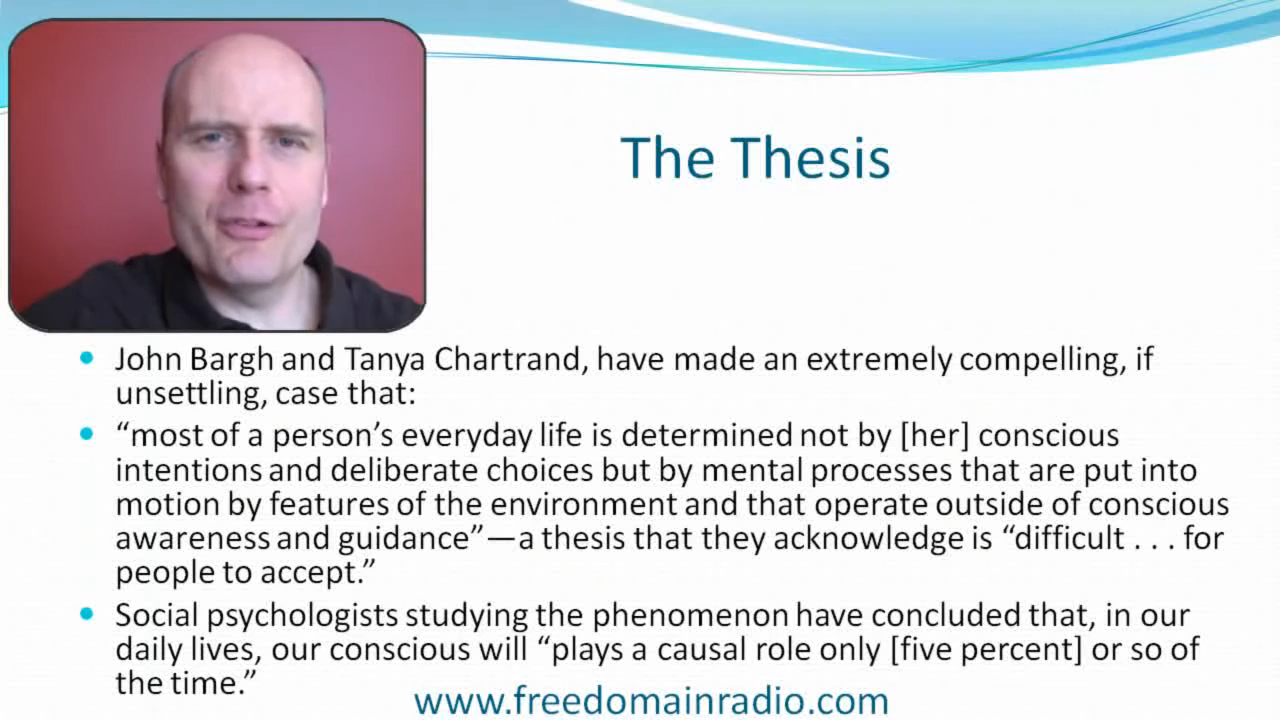 The Thesis
John Bargh and Tanya Chartrand, have made an extremely compelling, if
unsettling, case that:
“most of a person’s everyday life is determined not by [her] conscious
intentions and deliberate choices but by mental processes that are put into
motion by features of the environment and that operate outside of conscious
awareness and guidance”—a thesis that they acknowledge is “difficult . . . for
people to accept.”
Social psychologists studying the phenomenon have concluded that, in our
daily lives, our conscious will “plays a causal role only [five percent] or so of
the time.”
www.freedomainradio.com